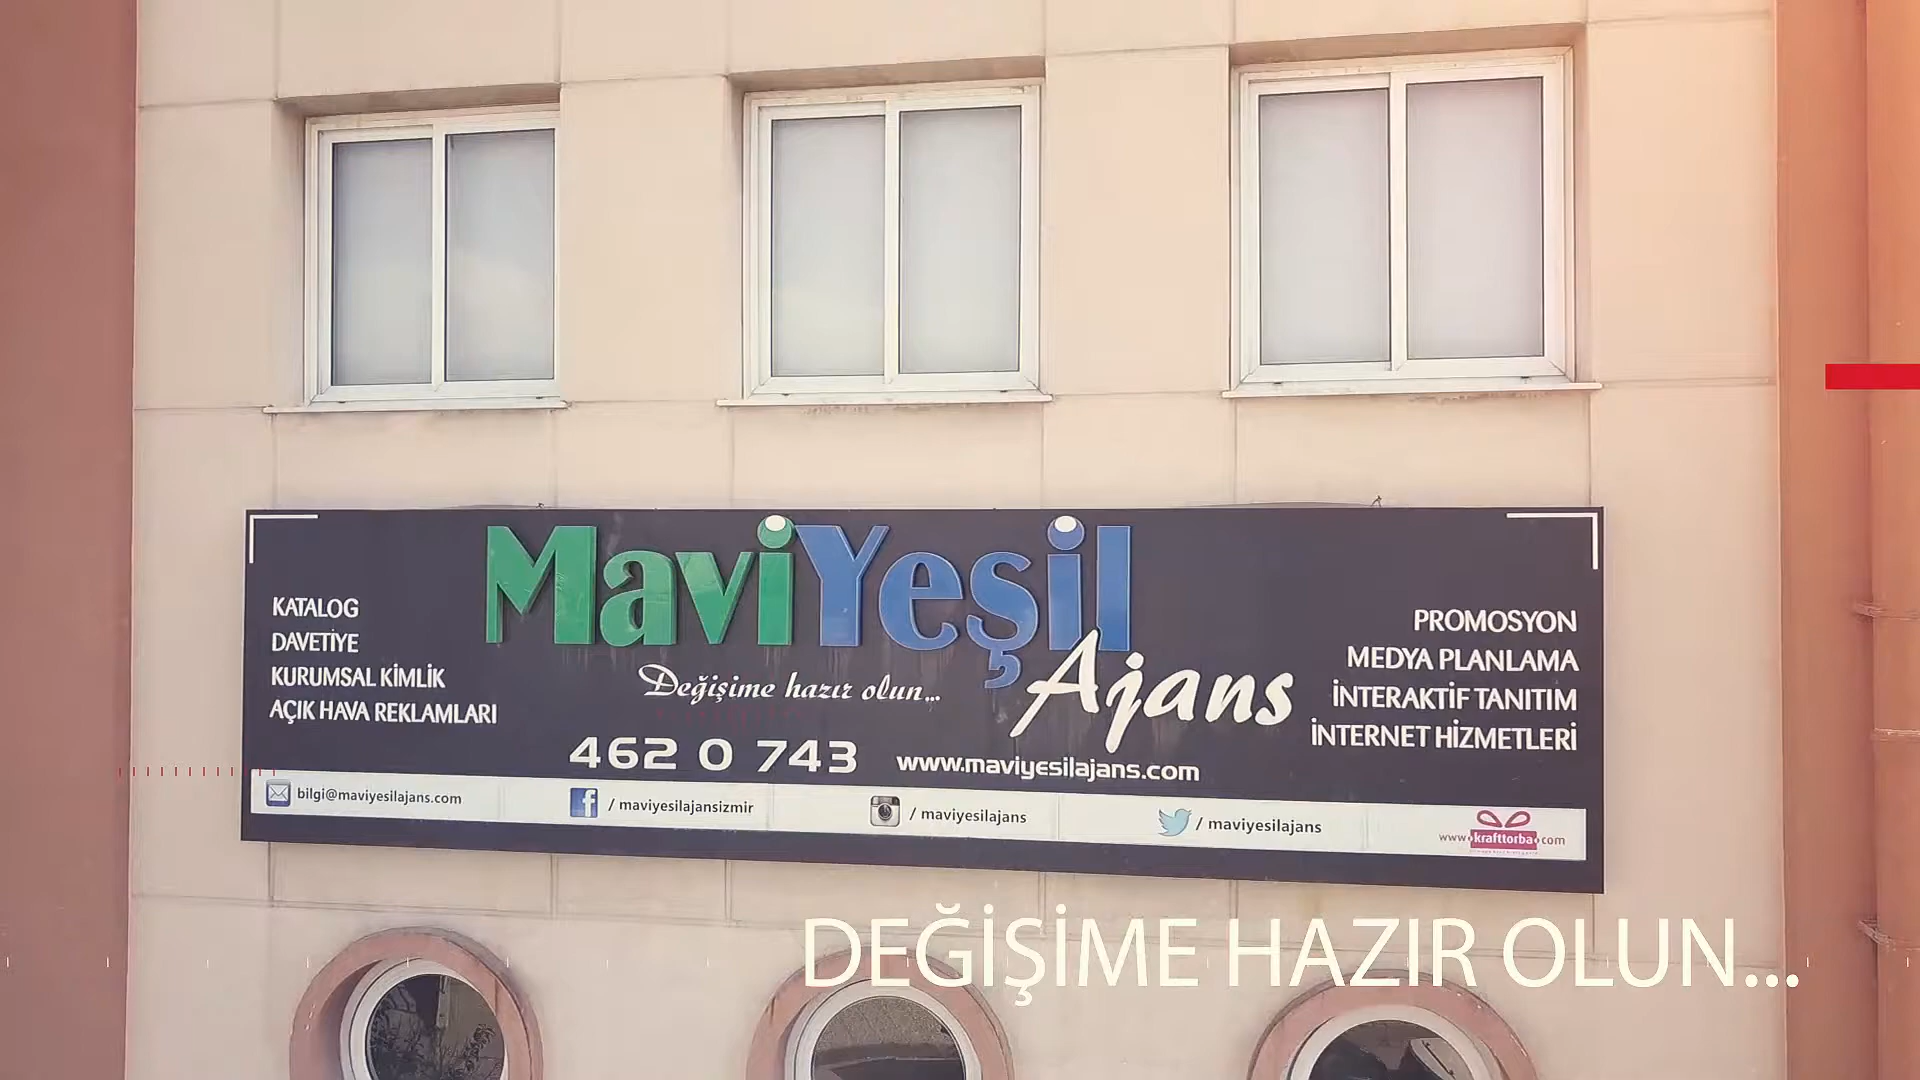 MaviYeşil
Ajans
Değişime hazır olun...
KATALOG
DAVETİYE
KURUMSAL KİMLİK
AÇIK HAVA REKLAMLARI
PROMOSYON
MEDYA PLANLAMA
İNTERAKTİF TANITIM
İNTERNET HİZMETLERİ
462 0 743
www.maviyesilajans.com
bilgi@maviyesilajans.com
/ maviyesilajansizmir
/ maviyesilajans
/ maviyesilajans
www.krafttorba.com
DEĞİŞİME HAZIR OLUN...